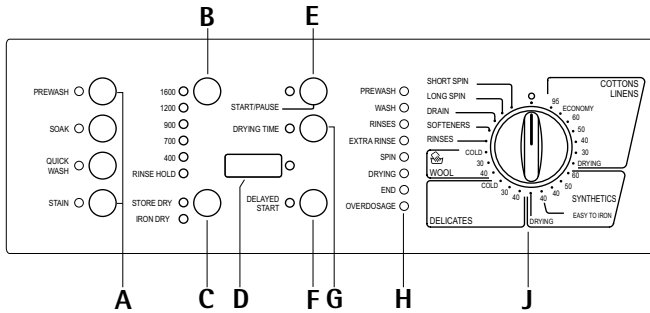 B
E
PREWASH
SOAK
QUICK
WASH
STAIN
1600
1200
900
700
400
RINSE HOLD
STORE DRY
IRON DRY
START/PAUSE
DRYING TIME
DELAYED
START
PREWASH
WASH
RINSES
EXTRA RINSE
SPIN
DRYING
END
OVERDOSAGE
SHORT SPIN
LONG SPIN
DRAIN
SOFTENERS
RINSES
COLD
30
40
WOOL
COLD
30
40
DELICATES
COTTONS
LINENS
95
ECONOMY
60
50
40
30
DRYING
60
50
40
SYNTHETICS
EASY TO IRON
40
DRYING
A
C
D
F
G
H
J